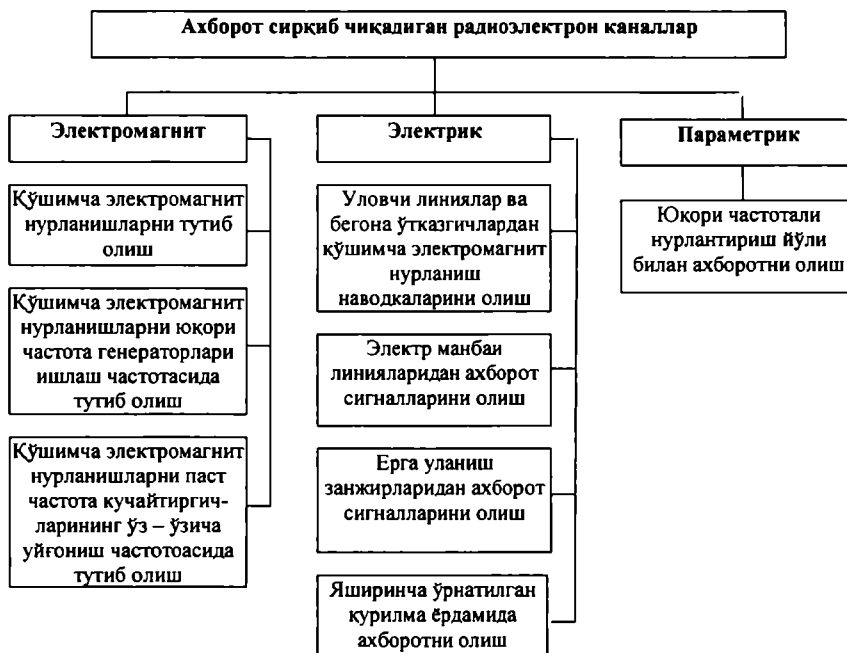 Ахборот сирқиб чиқадиган радиоэлектрон каналлар
Электромагнит
Қўшимча электромагнит
нурланишларни тутиб
олиш
Қўшимча электромагнит
нурланишларни юқори
частота генераторлари
ишлаш частотасида
тутиб олиш
Қўшимча электромагнит
нурланишларни паст
частота кучайтиргич-
ларининг ўз – ўзича
уйғониш частотоасида
тутиб олиш
Электрик
Уловчи линиялар ва
бегона ўтказгичлардан
қўшимча электромагнит
нурланиш
наводкаларини олиш
Электр манбаи
линияларидан ахборот
сигналларини олиш
Ерга уланиш
занжирларидан ахборот
сигналларини олиш
Яширинча ўрнатилган
қурилма ёрдамида
ахборотни олиш
Параметрик
Юқори частотали
нурлантириш йўли
билан ахборотни олиш